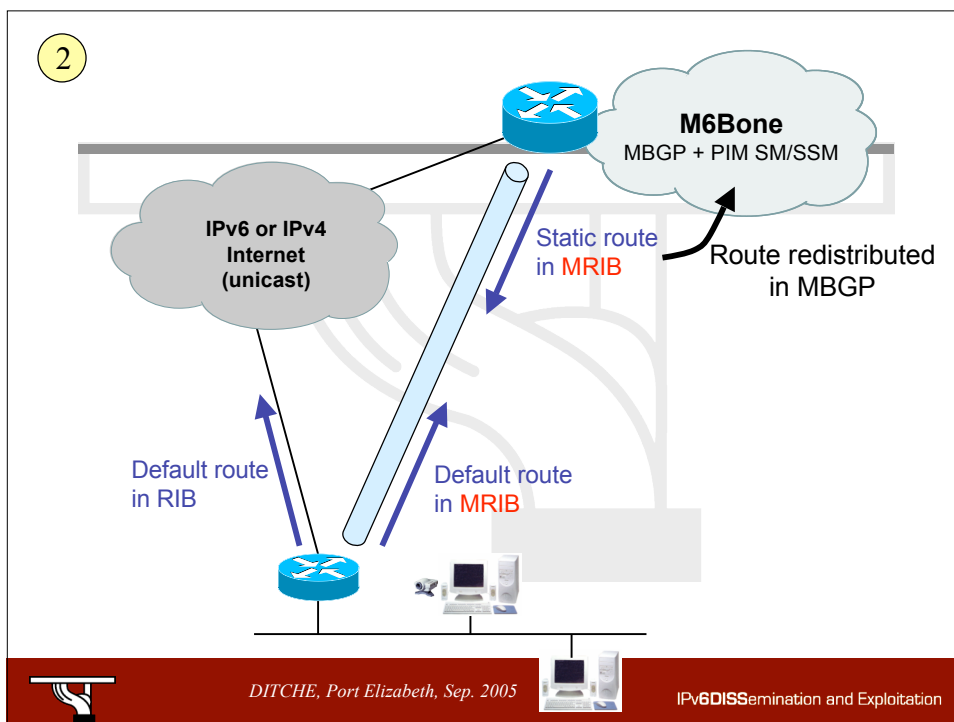 2
M6Bone
MBGP + PIM SM/SSM
IPv6 or IPv4
Internet
(unicast)
Static route
in MRIB
Route redistributed
in MBGP
Default route
in RIB
Default route
in MRIB
DITCHE, Port Elizabeth, Sep. 2005
IPv6DISSemination and Exploitation